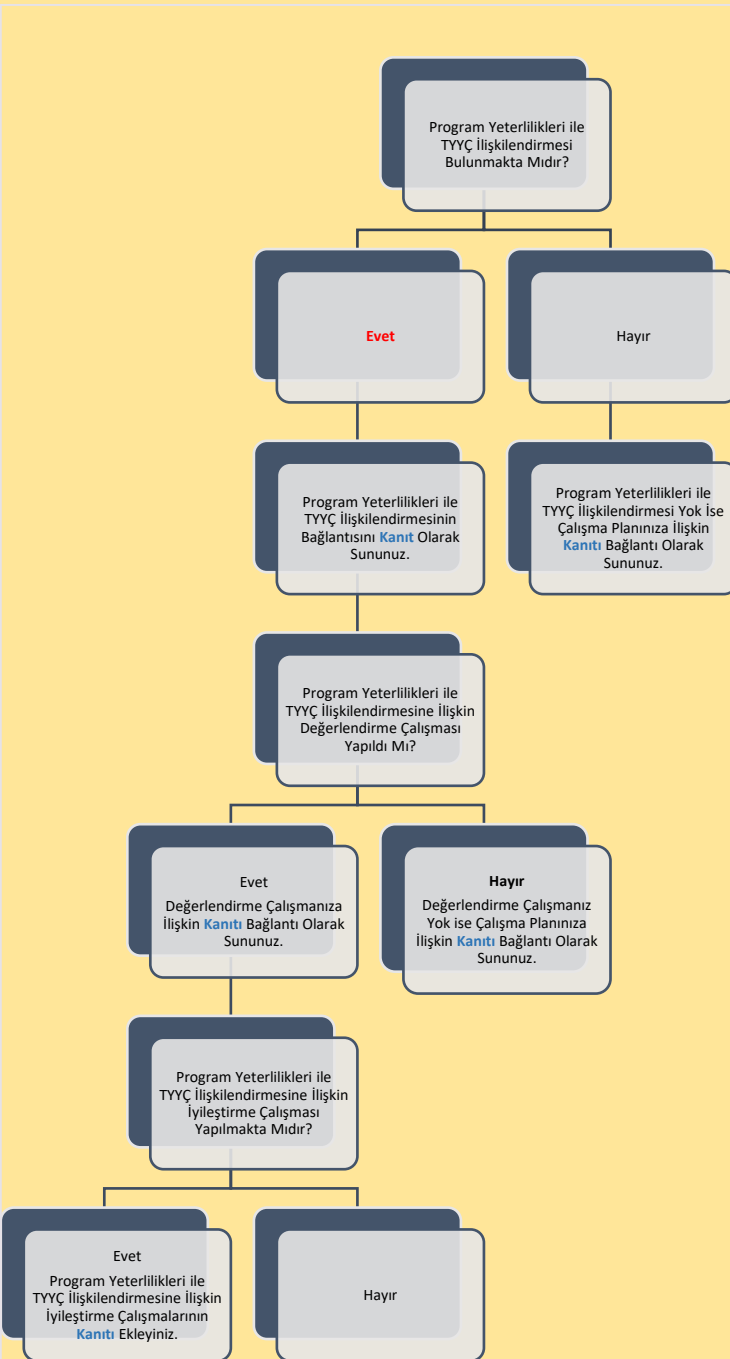 Program Yeterlilikleri ile
TYYÇ İlişkilendirmesi
Bulunmakta Mıdır?
Evet
Hayır
Program Yeterlilikleri ile
TYYÇ İlişkilendirmesinin
Bağlantısını Kanıt Olarak
Sununuz.
Program Yeterlilikleri ile
TYYÇ İlişkilendirmesi Yok İse
Çalışma Planınıza İlişkin
Kanıtı Bağlantı Olarak
Sununuz.
Program Yeterlilikleri ile
TYYÇ İlişkilendirmesine İlişkin
Değerlendirme Çalışması
Yapıldı Mı?
Evet
Değerlendirme Çalışmanıza
İlişkin Kanıtı Bağlantı Olarak
Sununuz.
Hayır
Değerlendirme Çalışmanız
Yok ise Çalışma Planınıza
İlişkin Kanıtı Bağlantı Olarak
Sununuz.
Program Yeterlilikleri ile
TYYÇ İlişkilendirmesine İlişkin
İyileştirme Çalışması
Yapılmakta Mıdır?
Evet
Program Yeterlilikleri ile
TYYÇ İlişkilendirmesine İlişkin
İyileştirme Çalışmalarının
Kanıtı Ekleyiniz.
Hayır